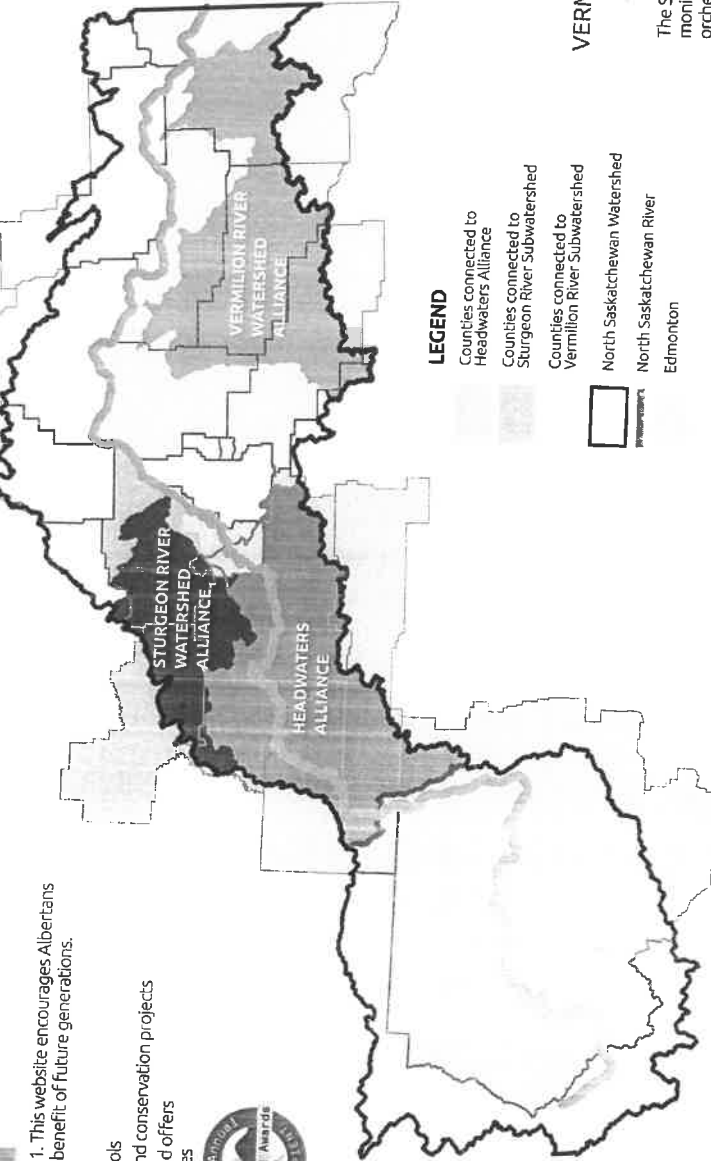 1. This website encourages Albertans
benefit of future generations.
ols
nd conservation projects
d offers
es
Annual
Awards
STURGEON RIVER
WATERSHED
ALLIANCE
HEADWATERS
ALLIANCE
VERMILION RIVER
WATERSHED
ALLIANCE
LEGEND
Counties connected to
Headwaters Alliance
Counties connected to
Sturgeon River Subwatershed
Counties connected to
Vermilion River Subwatershed
North Saskatchewan Watershed
North Saskatchewan River
Edmonton
VERM
The S
moni
orche